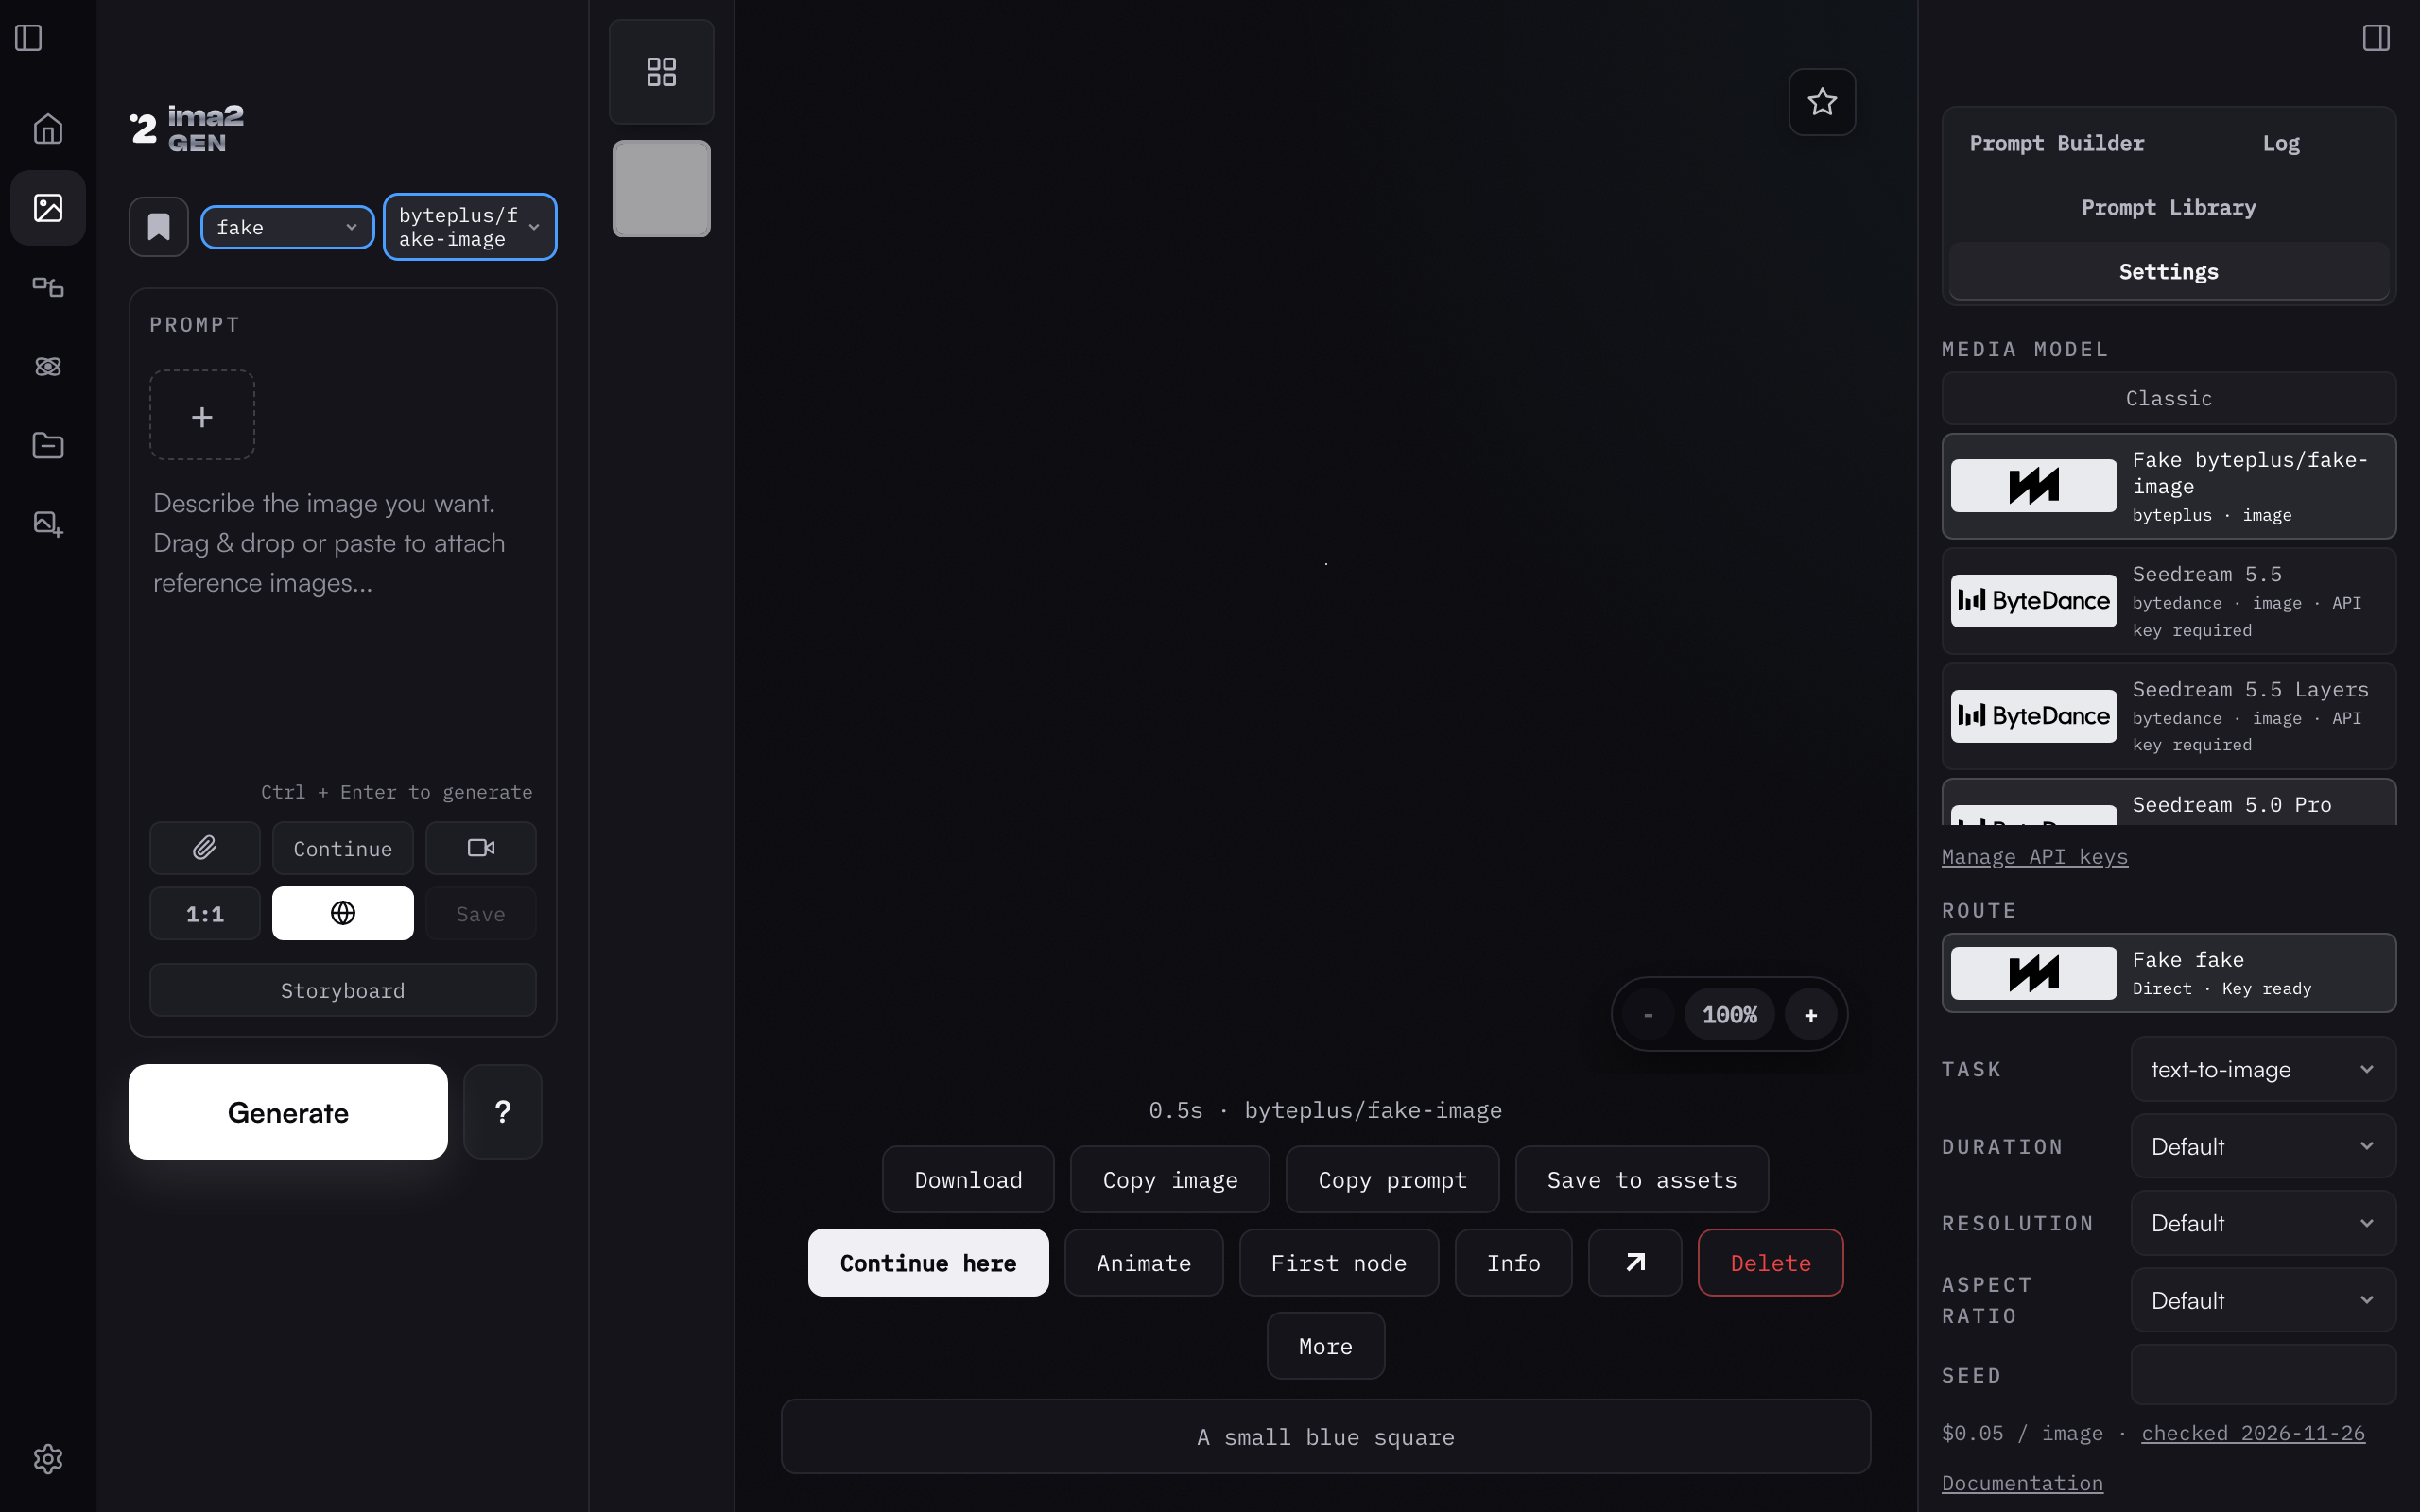 ima2
GEN
fake
byteplus/f
ake-image
PROMPT
+
Describe the image you want.
Drag & drop or paste to attach
reference images...
Ctrl + Enter to generate
Continue
1:1
Save
Storyboard
Generate
?
- 100% +
0.5s · byteplus/fake-image
Download
Copy image
Copy prompt
Save to assets
Continue here
Animate
First node
Info
Delete
More
A small blue square
Prompt Builder
Log
Prompt Library
Settings
MEDIA MODEL
Classic
Fake byteplus/fake-
image
byteplus · image
ByteDance
Seedream 5.5
bytedance · image · API
key required
ByteDance
Seedream 5.5 Layers
bytedance · image · API
key required
Seedream 5.0 Pro
Manage API keys
ROUTE
Fake fake
Direct · Key ready
TASK
text-to-image
DURATION
Default
RESOLUTION
Default
ASPECT
RATIO
Default
SEED
$0.05 / image · checked 2026-11-26
Documentation